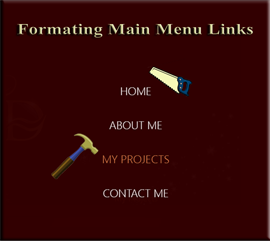 Formating Main Menu Links
HOME
ABOUT ME
MY PROJECTS
CONTACT ME